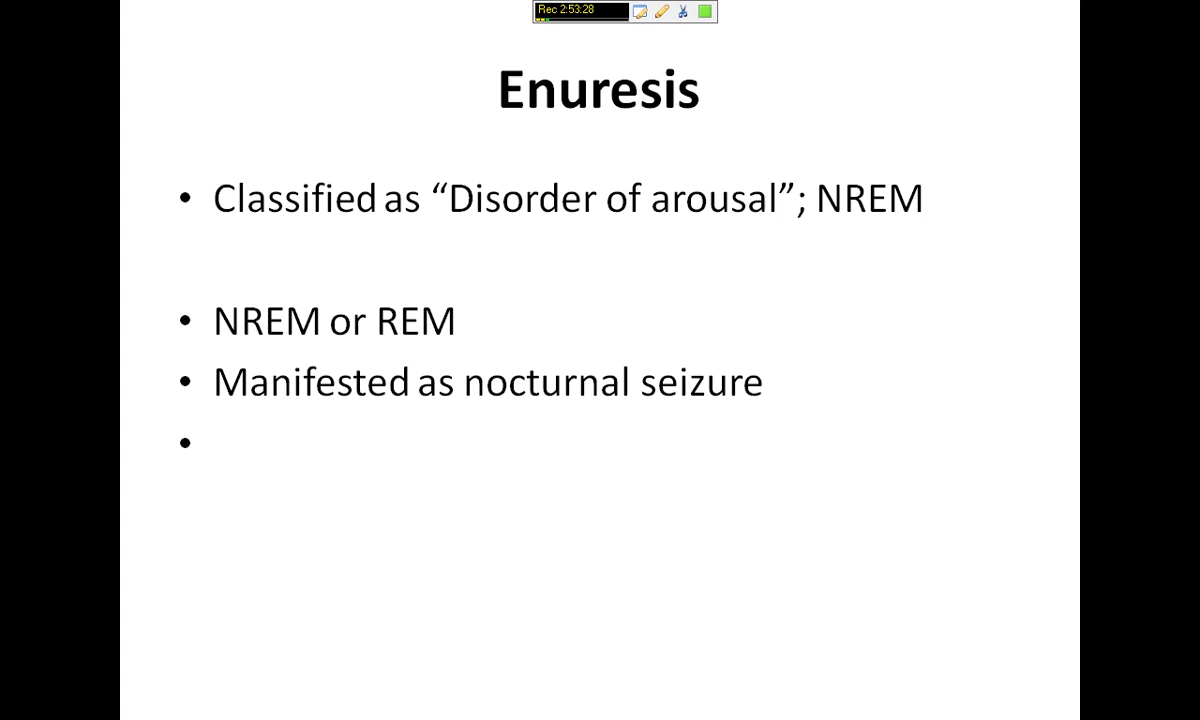 Rec 2:53:28
Enuresis
• Classified as “Disorder of arousal”; NREM
• NREM or REM
• Manifested as nocturnal seizure
•